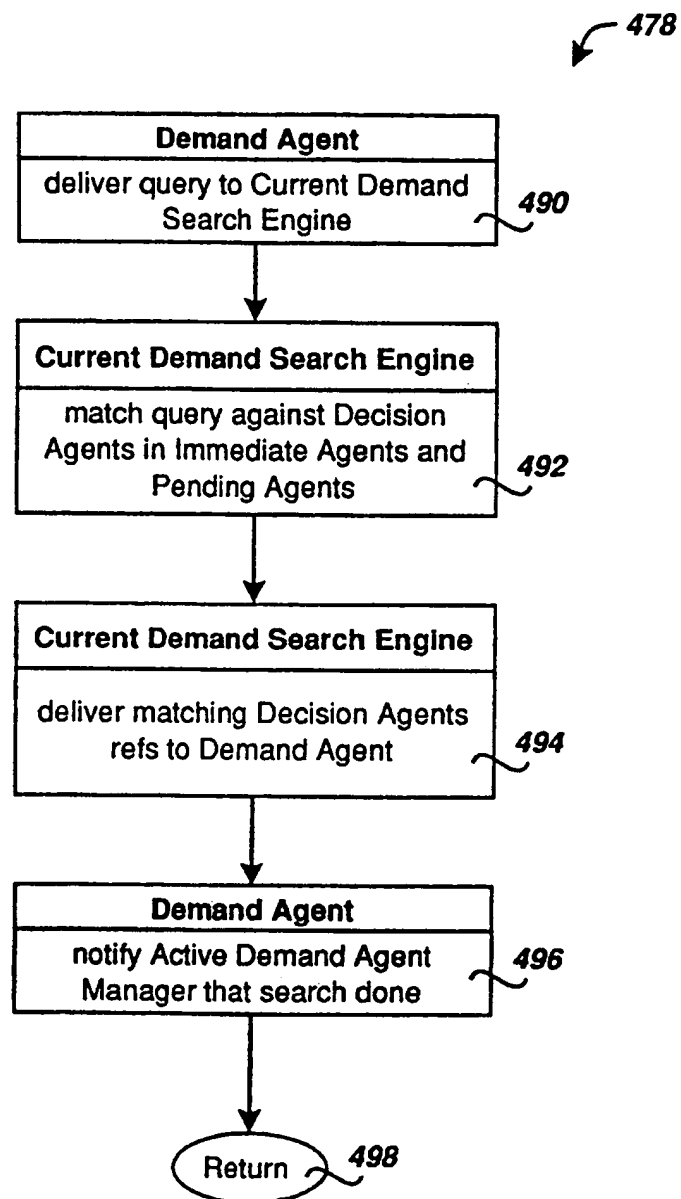 478
Demand Agent
deliver query to Current Demand
Search Engine
490
Current Demand Search Engine
match query against Decision
Agents in Immediate Agents and
Pending Agents
492
Current Demand Search Engine
deliver matching Decision Agents
refs to Demand Agent
494
Demand Agent
notify Active Demand Agent
Manager that search done
496
Return
498